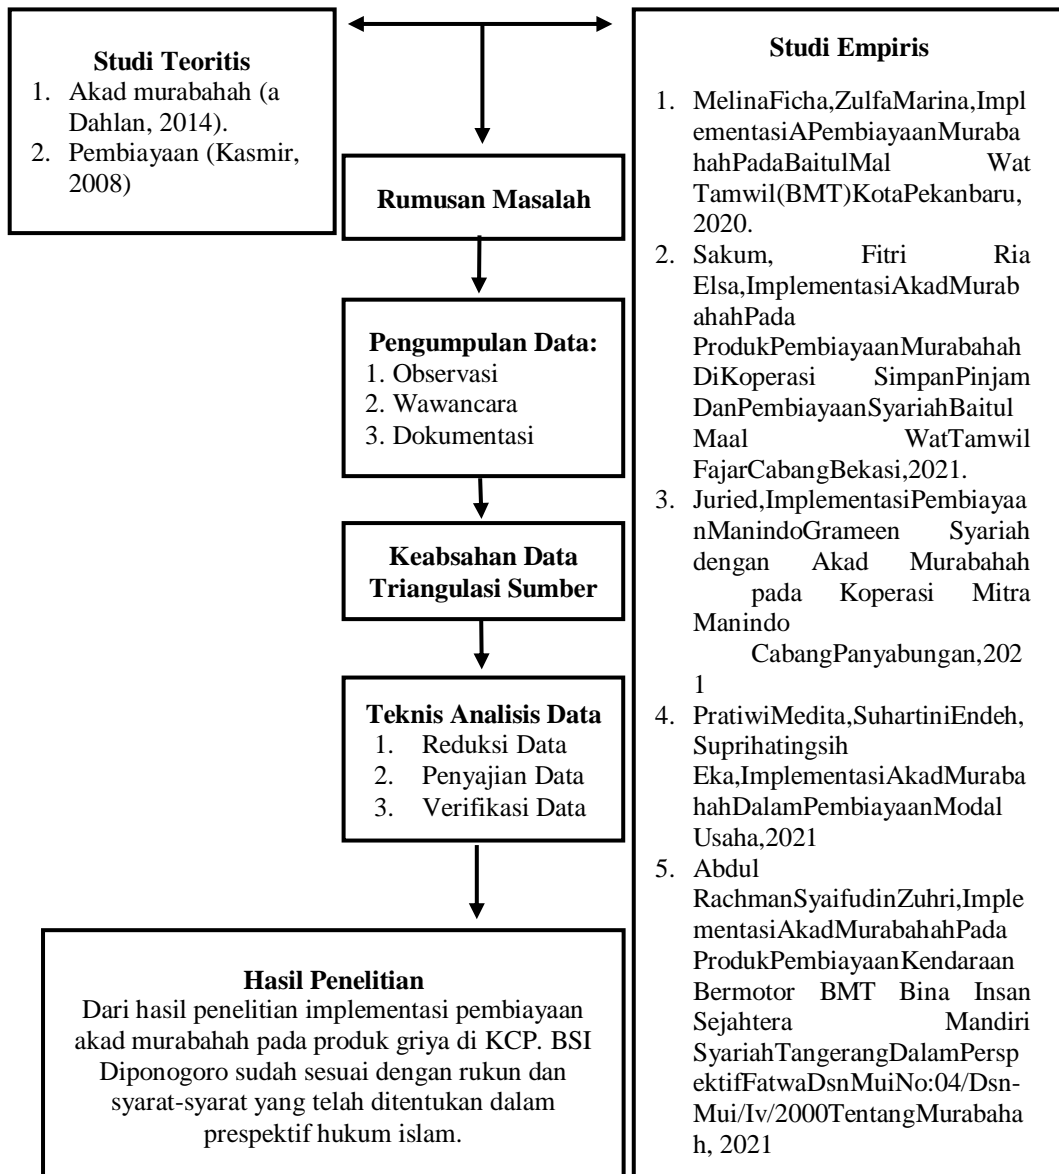 Studi Teoritis
1. Akad murabahah (a
Dahlan, 2014).
2. Pembiayaan (Kasmir,
2008)
Rumusan Masalah
Pengumpulan Data:
1. Observasi
2. Wawancara
3. Dokumentasi
Keabsahan Data
Triangulasi Sumber
Teknis Analisis Data
1. Reduksi Data
2. Penyajian Data
3. Verifikasi Data
Hasil Penelitian
Dari hasil penelitian implementasi pembiayaan
akad murabahah pada produk griya di KCP. BSI
Diponogoro sudah sesuai dengan rukun dan
syarat-syarat yang telah ditentukan dalam
prespektif hukum islam.
Studi Empiris
1. MelinaFicha,ZulfaMarina,Impl
ementasiAPembiayaanMuraba
hahPadaBaitulMal Wat
Tamwil(BMT)KotaPekanbaru,
2020.
2. Sakum, Fitri Ria
Elsa,ImplementasiAkadMurab
ahahPada
ProdukPembiayaanMurabahah
DiKoperasi SimpanPinjam
DanPembiayaanSyariahBaitul
Maal WatTamwil
FajarCabangBekasi,2021.
3. Juried,ImplementasiPembiayaa
nManindoGrameen Syariah
dengan Akad Murabahah
pada Koperasi Mitra
Manindo
CabangPanyabungan,202
1
4. PratiwiMedita,SuhartiniEndeh,
Suprihatingsih
Eka,ImplementasiAkadMuraba
hahDalamPembiayaanModal
Usaha,2021
5. Abdul
RachmanSyaifudinZuhri,Imple
mentasiAkadMurabahahPada
ProdukPembiayaanKendaraan
Bermotor BMT Bina Insan
Sejahtera Mandiri
SyariahTangerangDalamPersp
ektifFatwaDsnMuiNo:04/Dsn-
Mui/Iv/2000TentangMurabaha
h, 2021